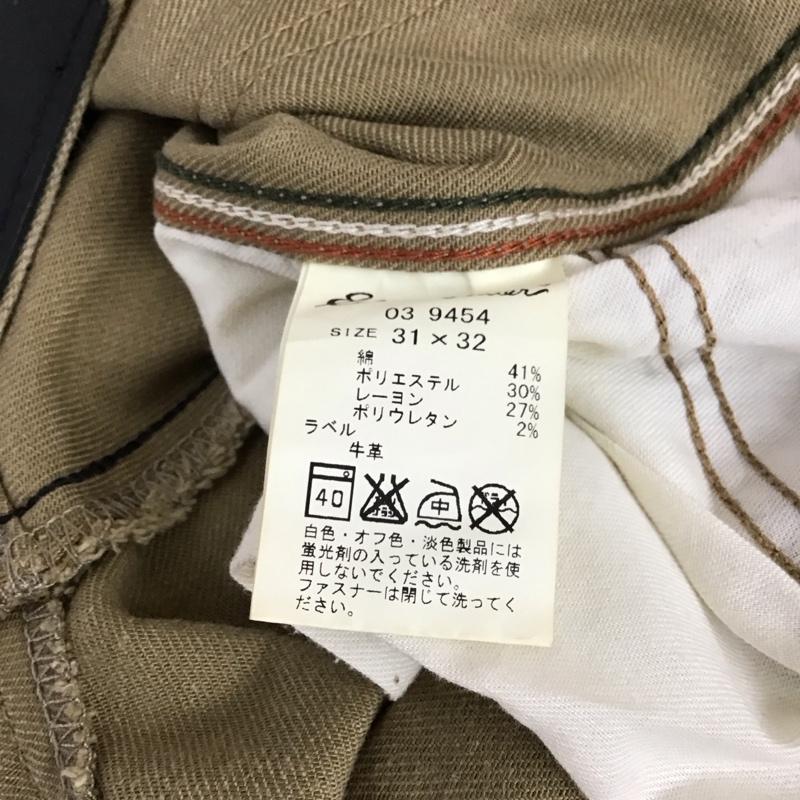 03 9454
SIZE 31×32
綿 41%
ポリエステル 30%
レーヨン 27%
ポリウレタン 2%
ラベル
牛革
40 中
白色・オフ色・淡色製品には
蛍光剤の入っている洗剤を使
用しないでください。
ファスナーは閉じて洗ってく
ださい。